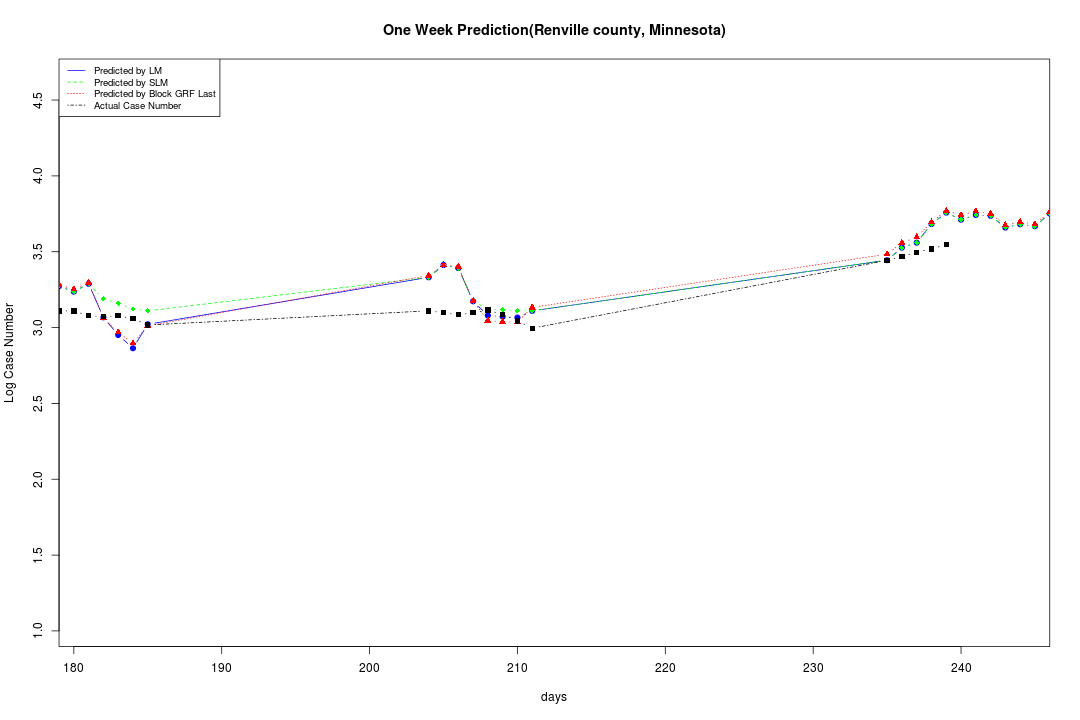 One Week Prediction(Renville county, Minnesota)
Predicted by LM
Predicted by SLM
Predicted by Block GRF Last
Actual Case Number
4.5
4.0
3.5
3.0
2.5
2.0
1.5
1.0
Log Case Number
180 190 200 210 220 230 240
days